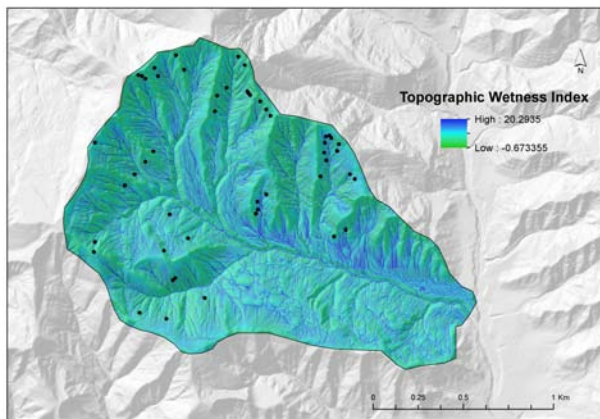 N
Topographic Wetness Index
High : 20.2935
Low : -0.673355
0 0.25 0.5 1 Km